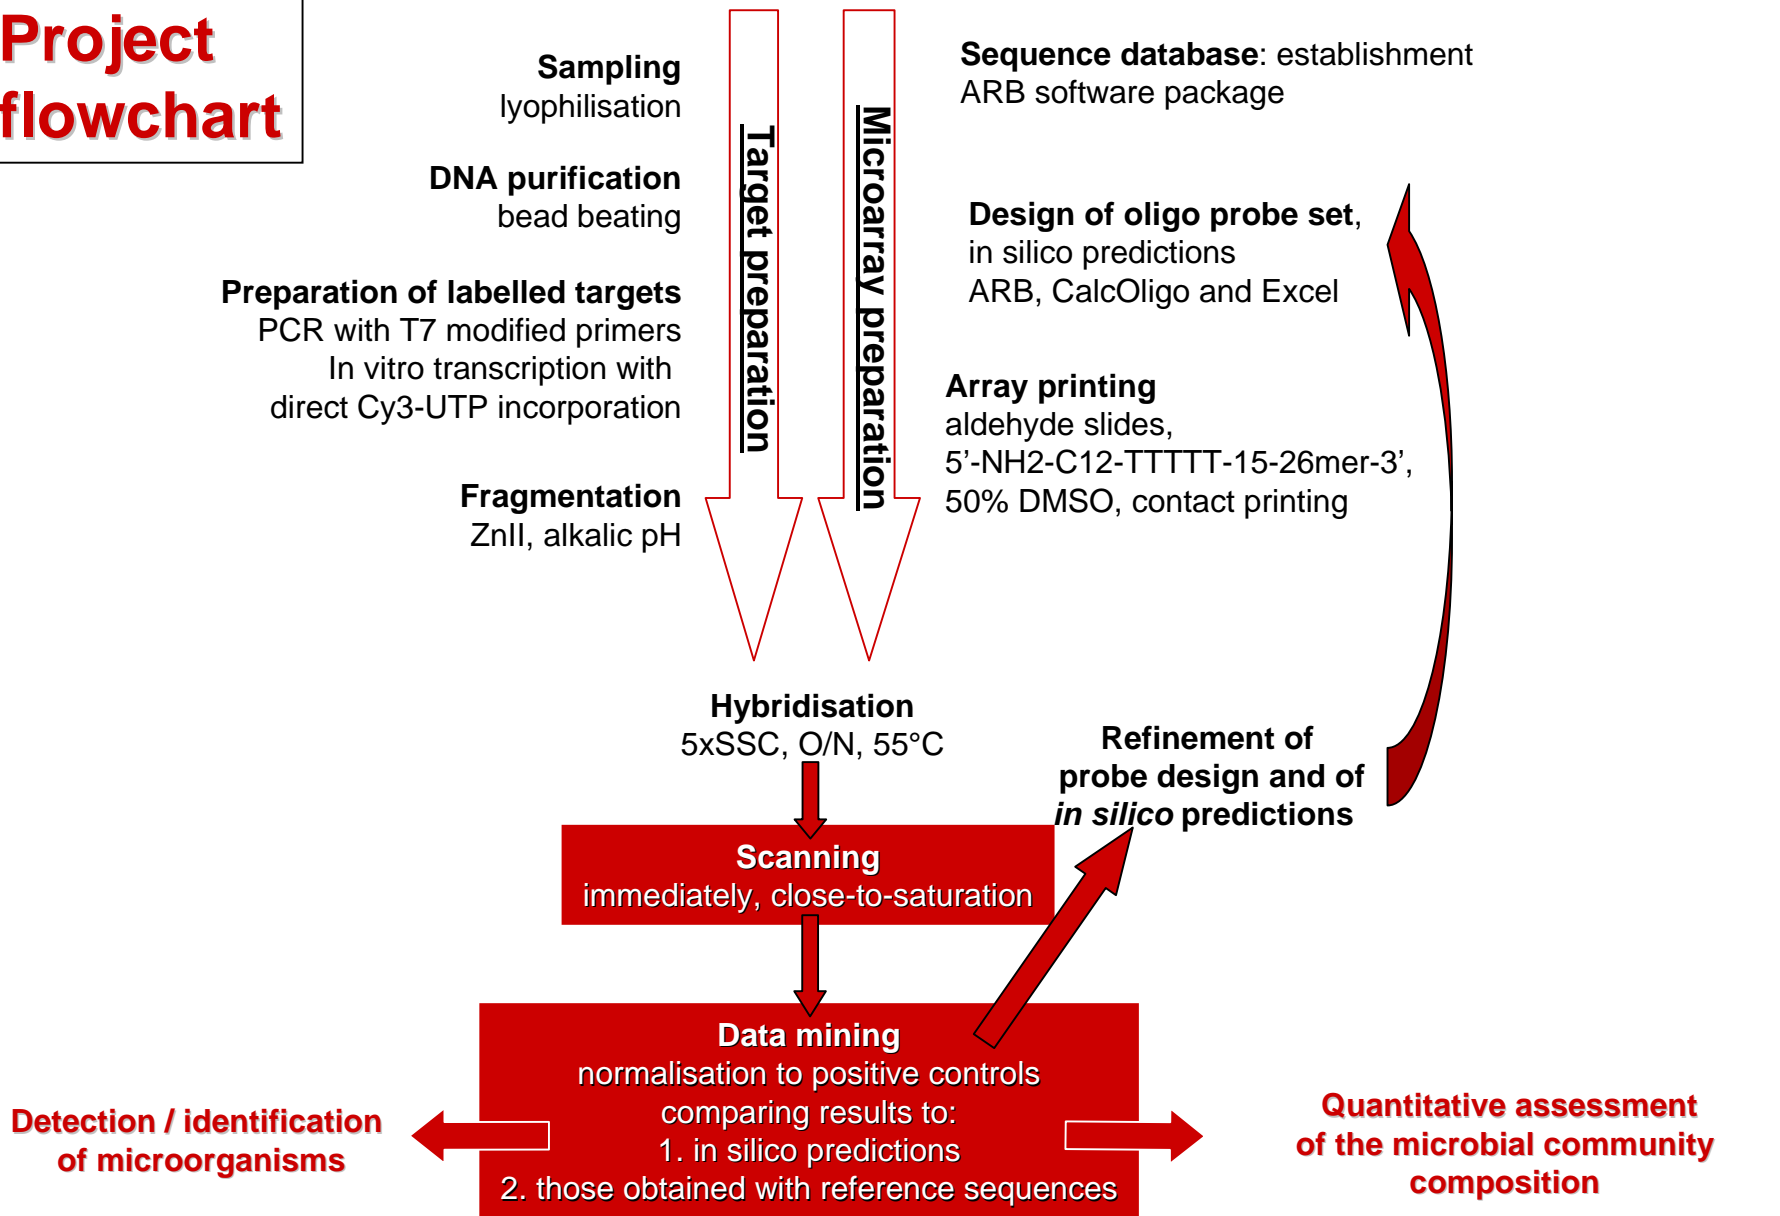 Project
flowchart
Sampling
lyophilisation
DNA purification
bead beating
Preparation of labelled targets
PCR with T7 modified primers
In vitro transcription with
direct Cy3-UTP incorporation
Fragmentation
ZnII, alkalic pH
Target preparation
Microarray preparation
Sequence database: establishment
ARB software package
Design of oligo probe set,
in silico predictions
ARB, CalcOligo and Excel
Array printing
aldehyde slides,
5’-NH2-C12-TTTTT-15-26mer-3’,
50% DMSO, contact printing
Hybridisation
5xSSC, O/N, 55°C
Refinement of
probe design and of
in silico predictions
Scanning
immediately, close-to-saturation
Data mining
normalisation to positive controls
comparing results to:
1. in silico predictions
2. those obtained with reference sequences
Detection / identification
of microorganisms
Quantitative assessment
of the microbial community
composition